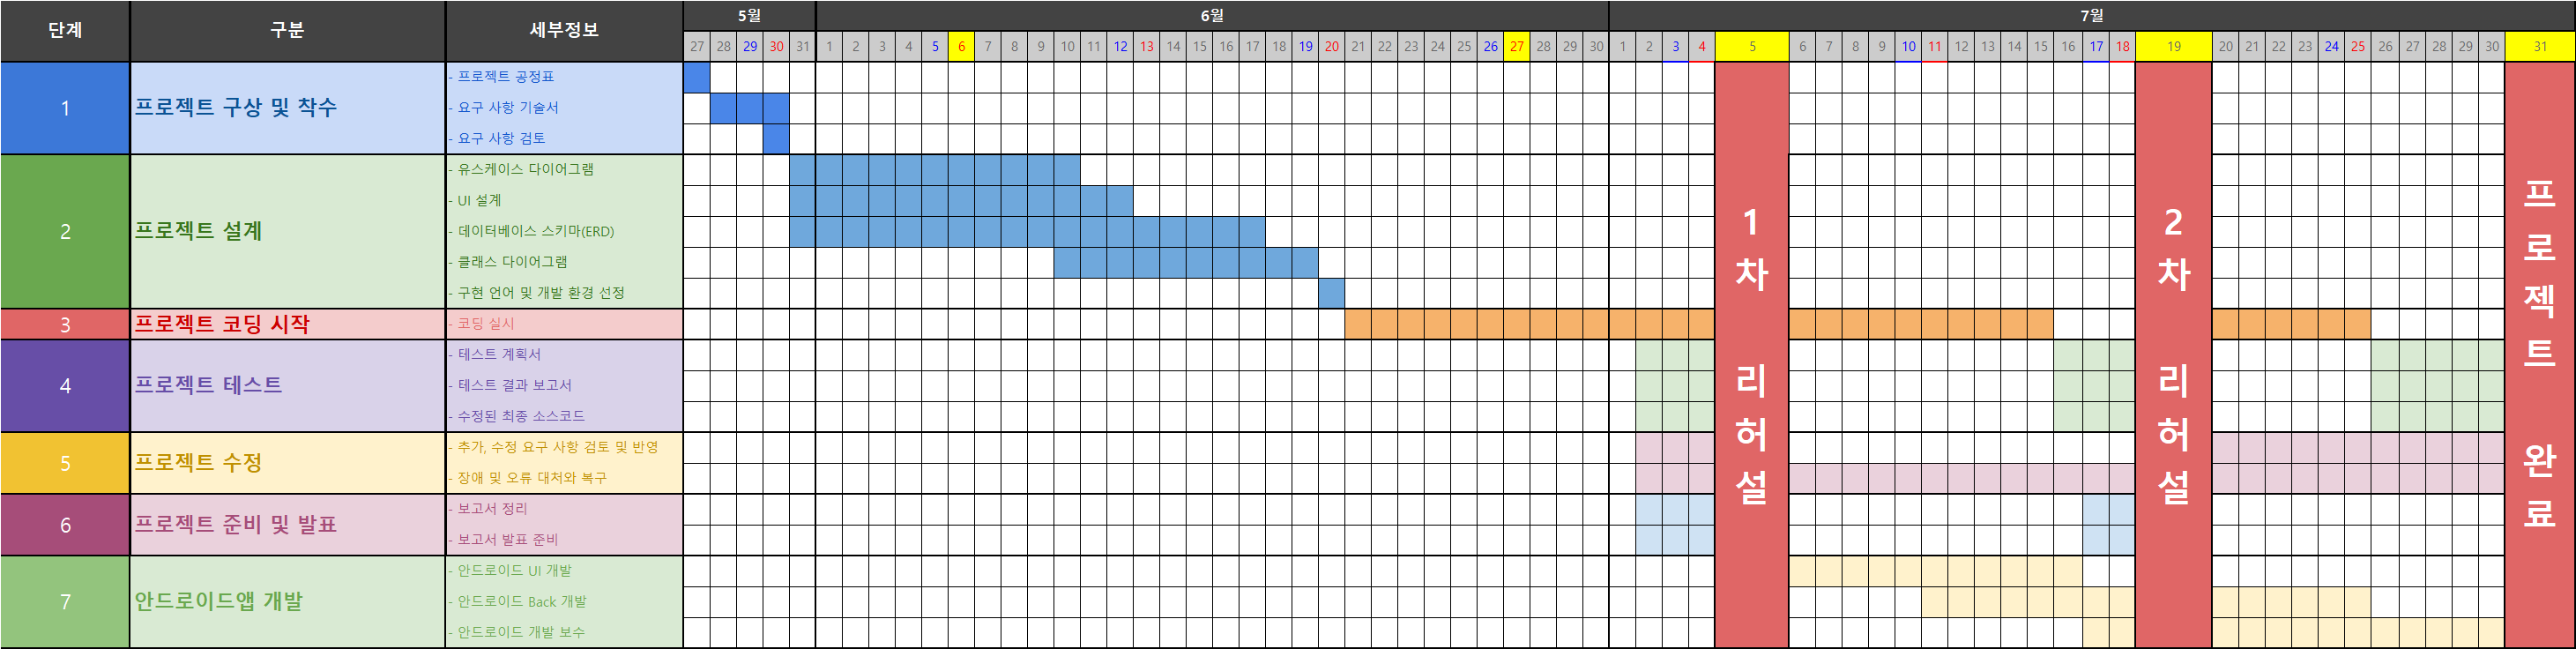 단계 구분 세부정보 5월 6월 7월
27 28 29 30 31 1 2 3 4 5 6 7 8 9 10 11 12 13 14 15 16 17 18 19 20 21 22 23 24 25 26 27 28 29 30 1 2 3 4 5 6 7 8 9 10 11 12 13 14 15 16 17 18 19 20 21 22 23 24 25 26 27 28 29 30 31
1 프로젝트 구상 및 착수
- 프로젝트 공정표
- 요구 사항 기술서
- 요구 사항 검토
2 프로젝트 설계
- 유스케이스 다이어그램
- UI 설계
- 데이터베이스 스키마(ERD)
- 클래스 다이어그램
- 구현 언어 및 개발 환경 선정
3 프로젝트 코딩 시작
- 코딩 실시
4 프로젝트 테스트
- 테스트 계획서
- 테스트 결과 보고서
- 수정된 최종 소스코드
5 프로젝트 수정
- 추가, 수정 요구 사항 검토 및 반영
- 장애 및 오류 대처와 복구
6 프로젝트 준비 및 발표
- 보고서 정리
- 보고서 발표 준비
7 안드로이드앱 개발
- 안드로이드 UI 개발
- 안드로이드 Back 개발
- 안드로이드 개발 보수
1차 리허설
2차 리허설
프로젝트 완료